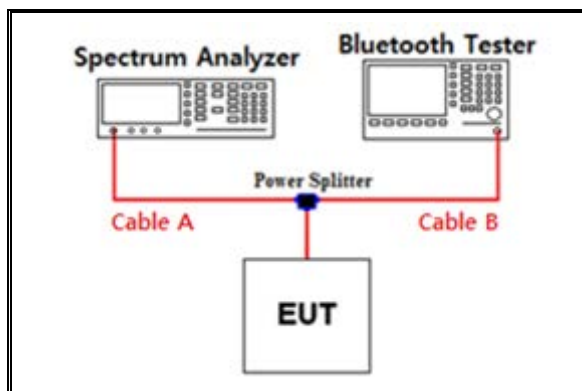 Spectrum Analyzer
Bluetooth Tester
Power Splitter
Cable A
Cable B
EUT